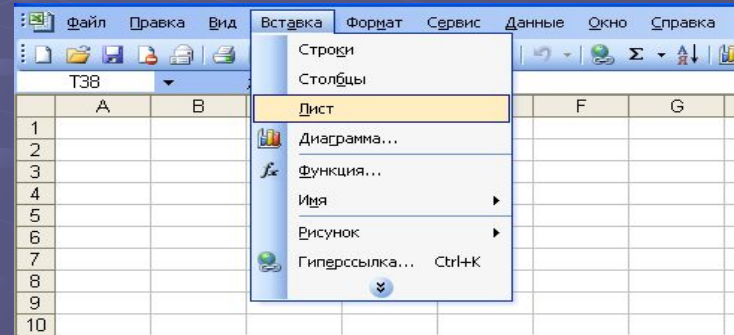 Файл Правка Вид Вставка Формат Сервис Данные Окно Справка
Σ
T38
A B F G
Строки
Столбцы
Лист
Диаграмма...
fx Функция...
Имя
Рисунок
Гиперссылка... Ctrl+K
1
2
3
4
5
6
7
8
9
10